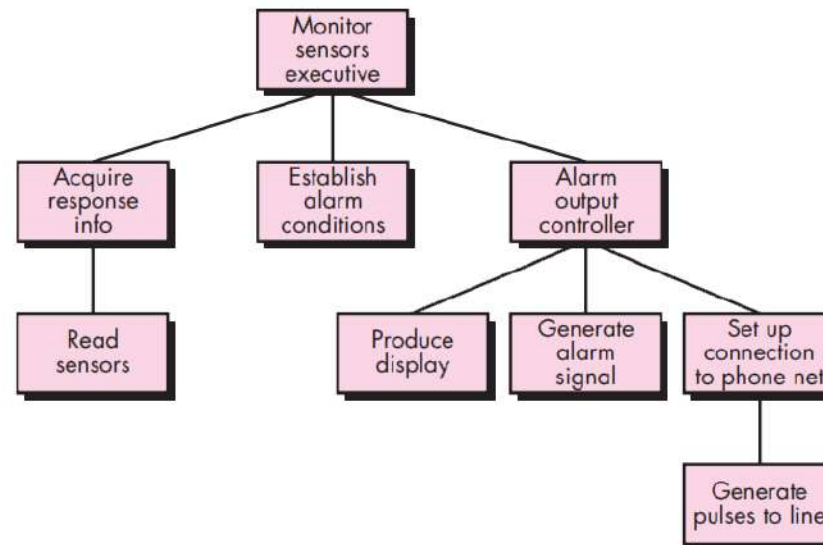 Monitor
sensors
executive
Acquire
response
info
Establish
alarm
conditions
Alarm
output
controller
Read
sensors
Produce
display
Generate
alarm
signal
Set up
connection
to phone net
Generate
pulses to line